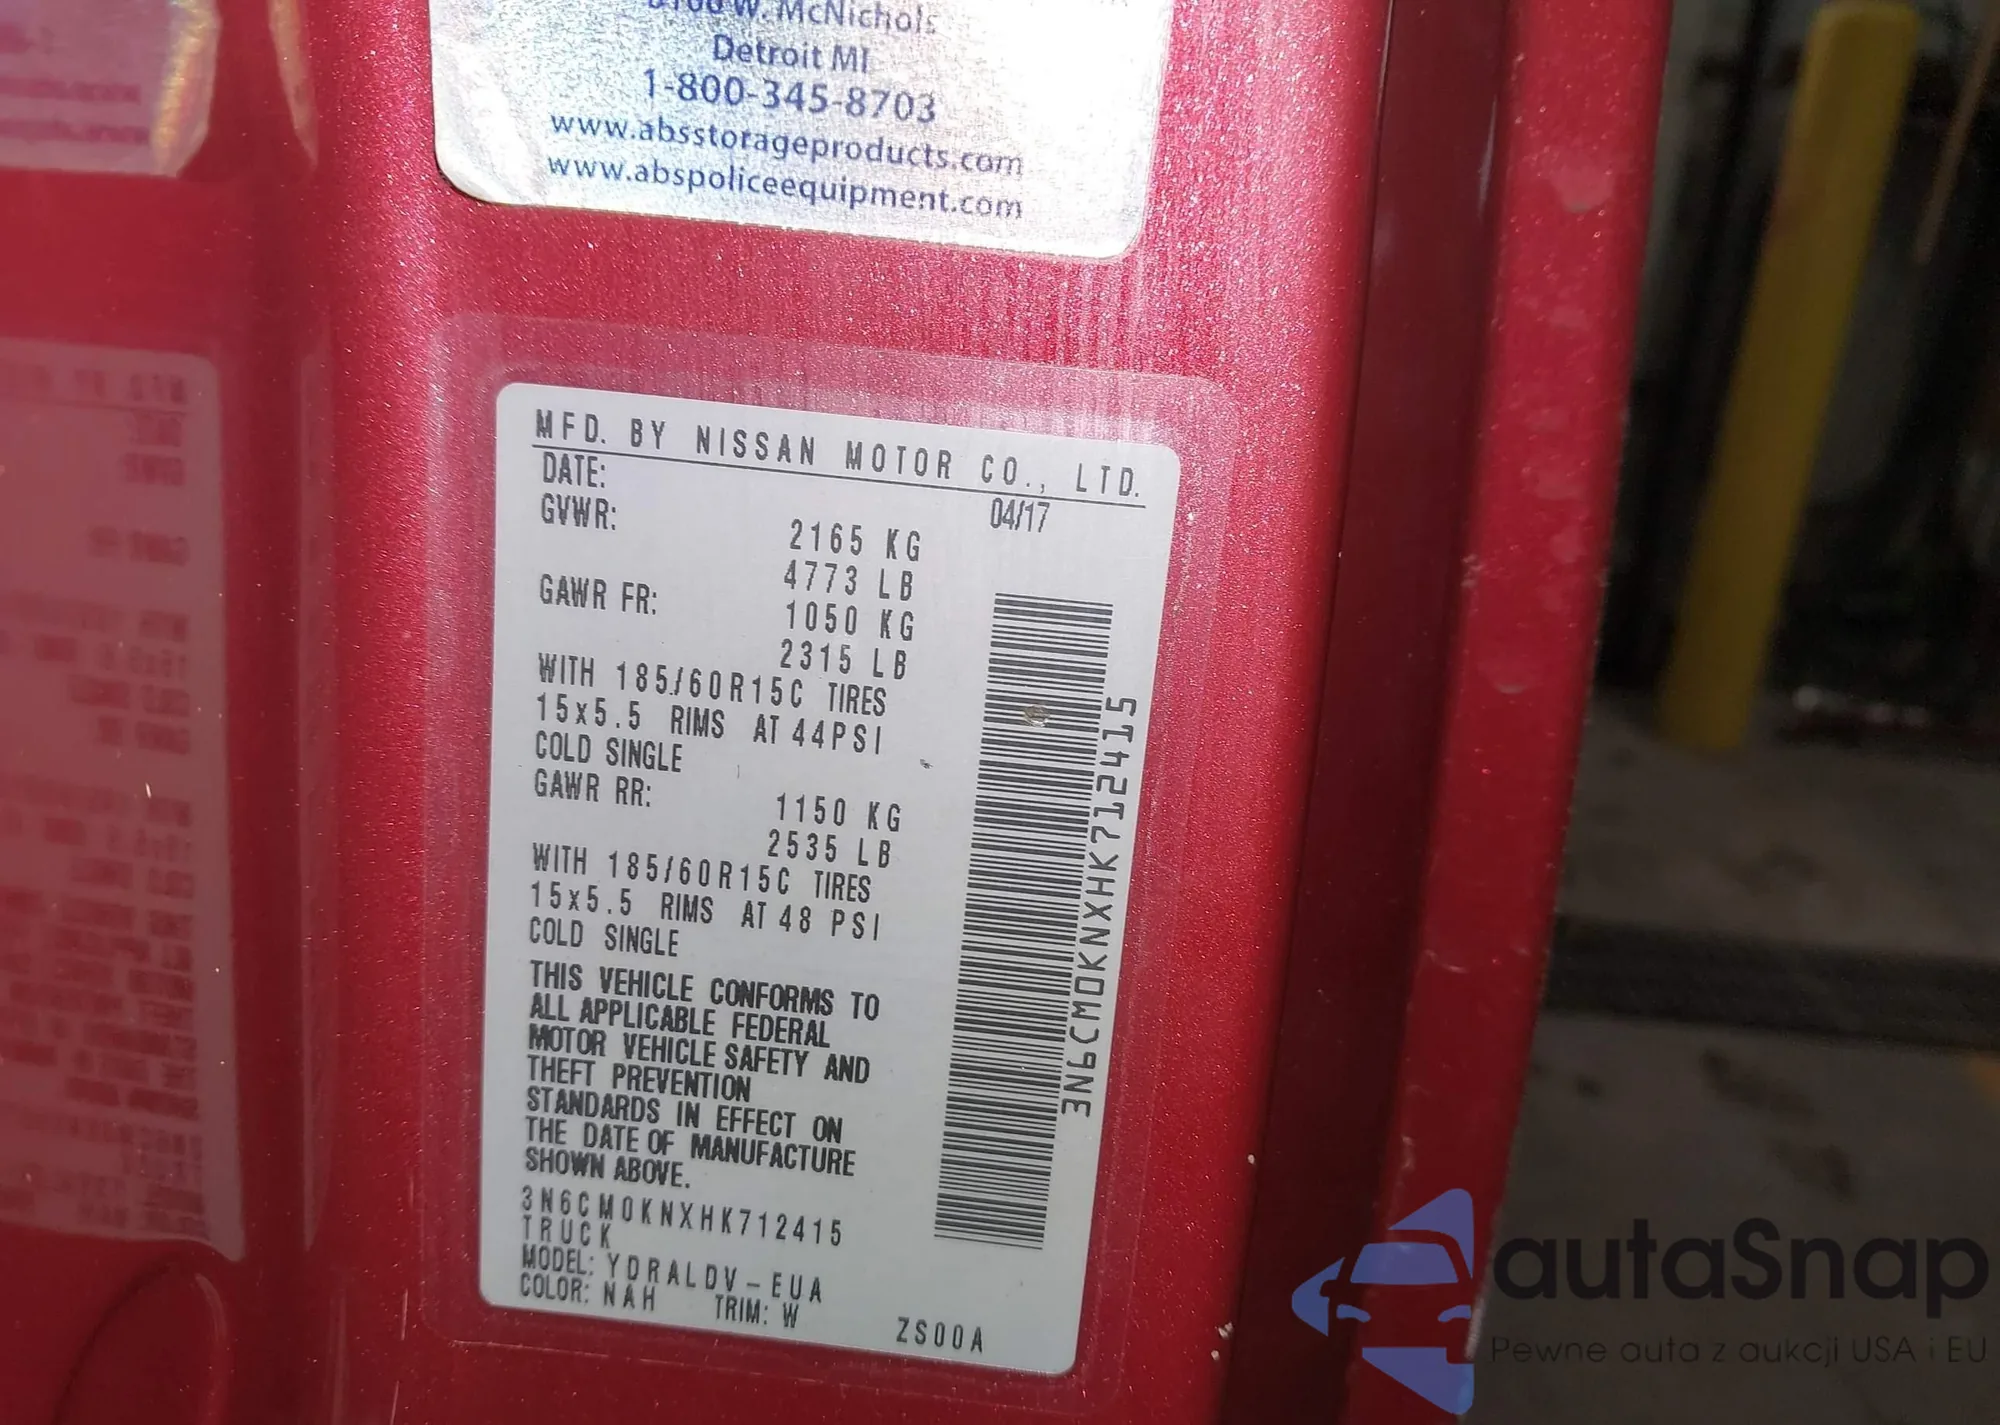 W. McNichols
Detroit MI
1-800-345-8703
www.absstorageproducts.com
www.abspoliceequipment.com
MFD. BY NISSAN MOTOR CO., LTD.
DATE: 04/17
GVWR: 2165 KG
4773 LB
GAWR FR: 1050 KG
2315 LB
WITH 185/60R15C TIRES
15x5.5 RIMS AT 44PSI
COLD SINGLE
GAWR RR: 1150 KG
2535 LB
WITH 185/60R15C TIRES
15x5.5 RIMS AT 48 PSI
COLD SINGLE
THIS VEHICLE CONFORMS TO
ALL APPLICABLE FEDERAL
MOTOR VEHICLE SAFETY AND
THEFT PREVENTION
STANDARDS IN EFFECT ON
THE DATE OF MANUFACTURE
SHOWN ABOVE.
3N6CM0KNXHK712415
TRUCK
MODEL: YDRALDV-EUA
COLOR: NAH TRIM: W ZS00A
3N6CM0KNXHK712415
autaSnap
Pewne auta z aukcji USA i EU